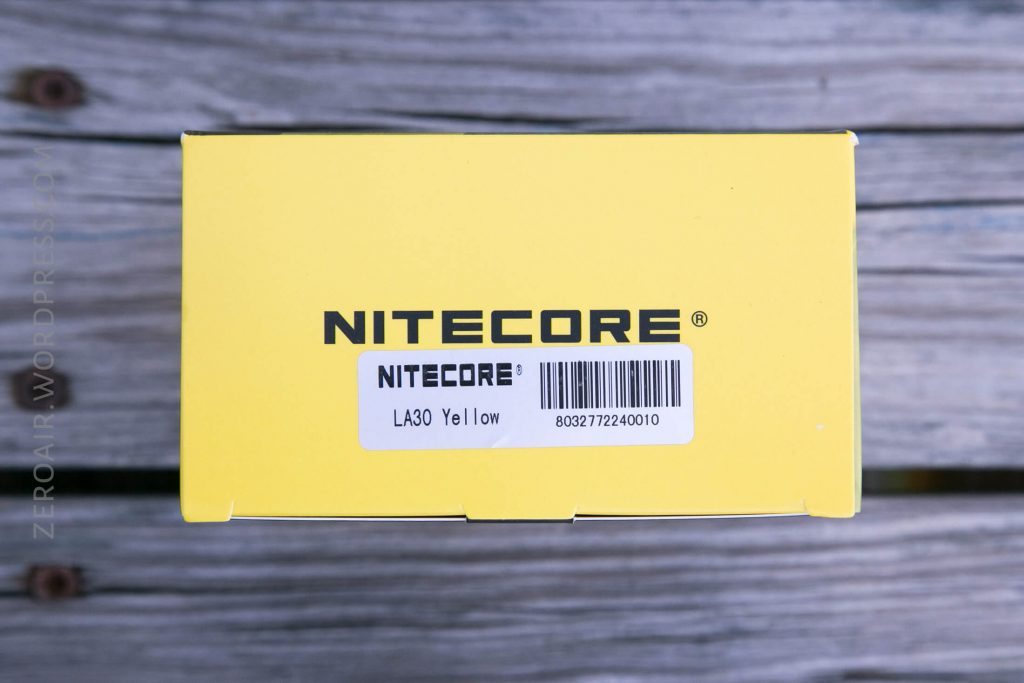 NITECORE®
NITECORE®
LA30 Yellow
8032772240010
ZEROAIR.WORDPRESS.COM